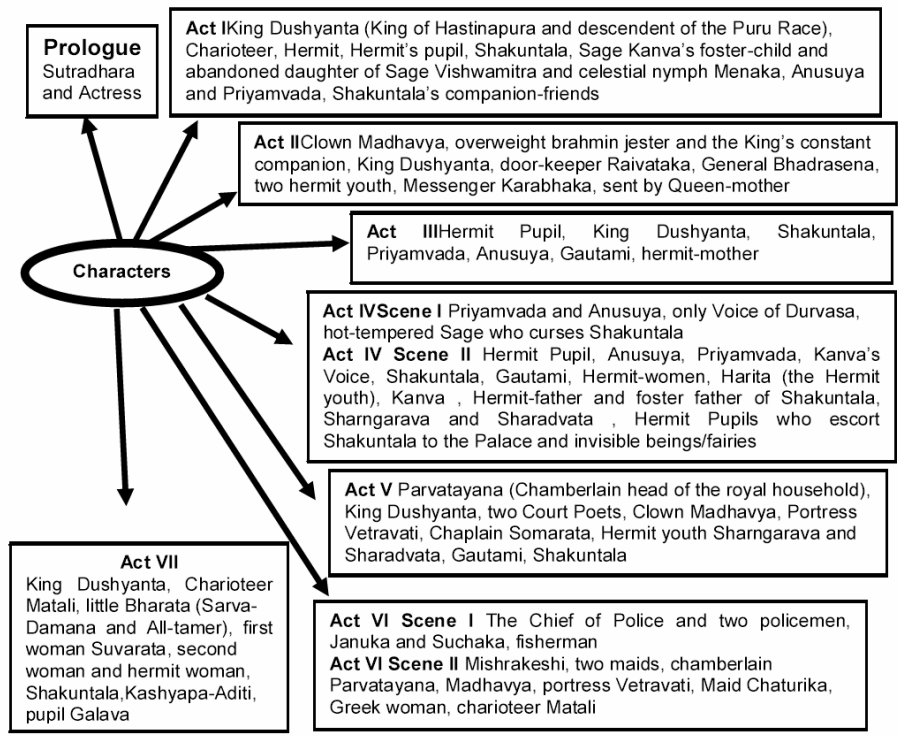 Prologue
Sutradhara
and Actress
Act IKing Dushyanta (King of Hastinapura and descendent of the Puru Race),
Charioteer, Hermit, Hermit's pupil, Shakuntala, Sage Kanva's foster-child and
abandoned daughter of Sage Vishwamitra and celestial nymph Menaka, Anusuya
and Priyamvada, Shakuntala's companion-friends
Act IIClown Madhavya, overweight brahmin jester and the King's constant
companion, King Dushyanta, door-keeper Raivataka, General Bhadrasena,
two hermit youth, Messenger Karabhaka, sent by Queen-mother
Act IIIHermit Pupil, King Dushyanta, Shakuntala,
Priyamvada, Anusuya, Gautami, hermit-mother
Characters
Act IVScene I Priyamvada and Anusuya, only Voice of Durvasa,
hot-tempered Sage who curses Shakuntala
Act IV Scene II Hermit Pupil, Anusuya, Priyamvada, Kanva's
Voice, Shakuntala, Gautami, Hermit-women, Harita (the Hermit
youth), Kanva , Hermit-father and foster father of Shakuntala,
Sharngarava and Sharadvata , Hermit Pupils who escort
Shakuntala to the Palace and invisible beings/fairies
Act V Parvatayana (Chamberlain head of the royal household),
King Dushyanta, two Court Poets, Clown Madhavya, Portress
Vetravati, Chaplain Somarata, Hermit youth Sharngarava and
Sharadvata, Gautami, Shakuntala
Act VI Scene I The Chief of Police and two policemen,
Januka and Suchaka, fisherman
Act VI Scene II Mishrakeshi, two maids, chamberlain
Parvatayana, Madhavya, portress Vetravati, Maid Chaturika,
Greek woman, charioteer Matali
Act VII
King Dushyanta, Charioteer
Matali, little Bharata (Sarva-
Damana and All-tamer), first
woman Suvarata, second
woman and hermit woman,
Shakuntala,Kashyapa-Aditi,
pupil Galava